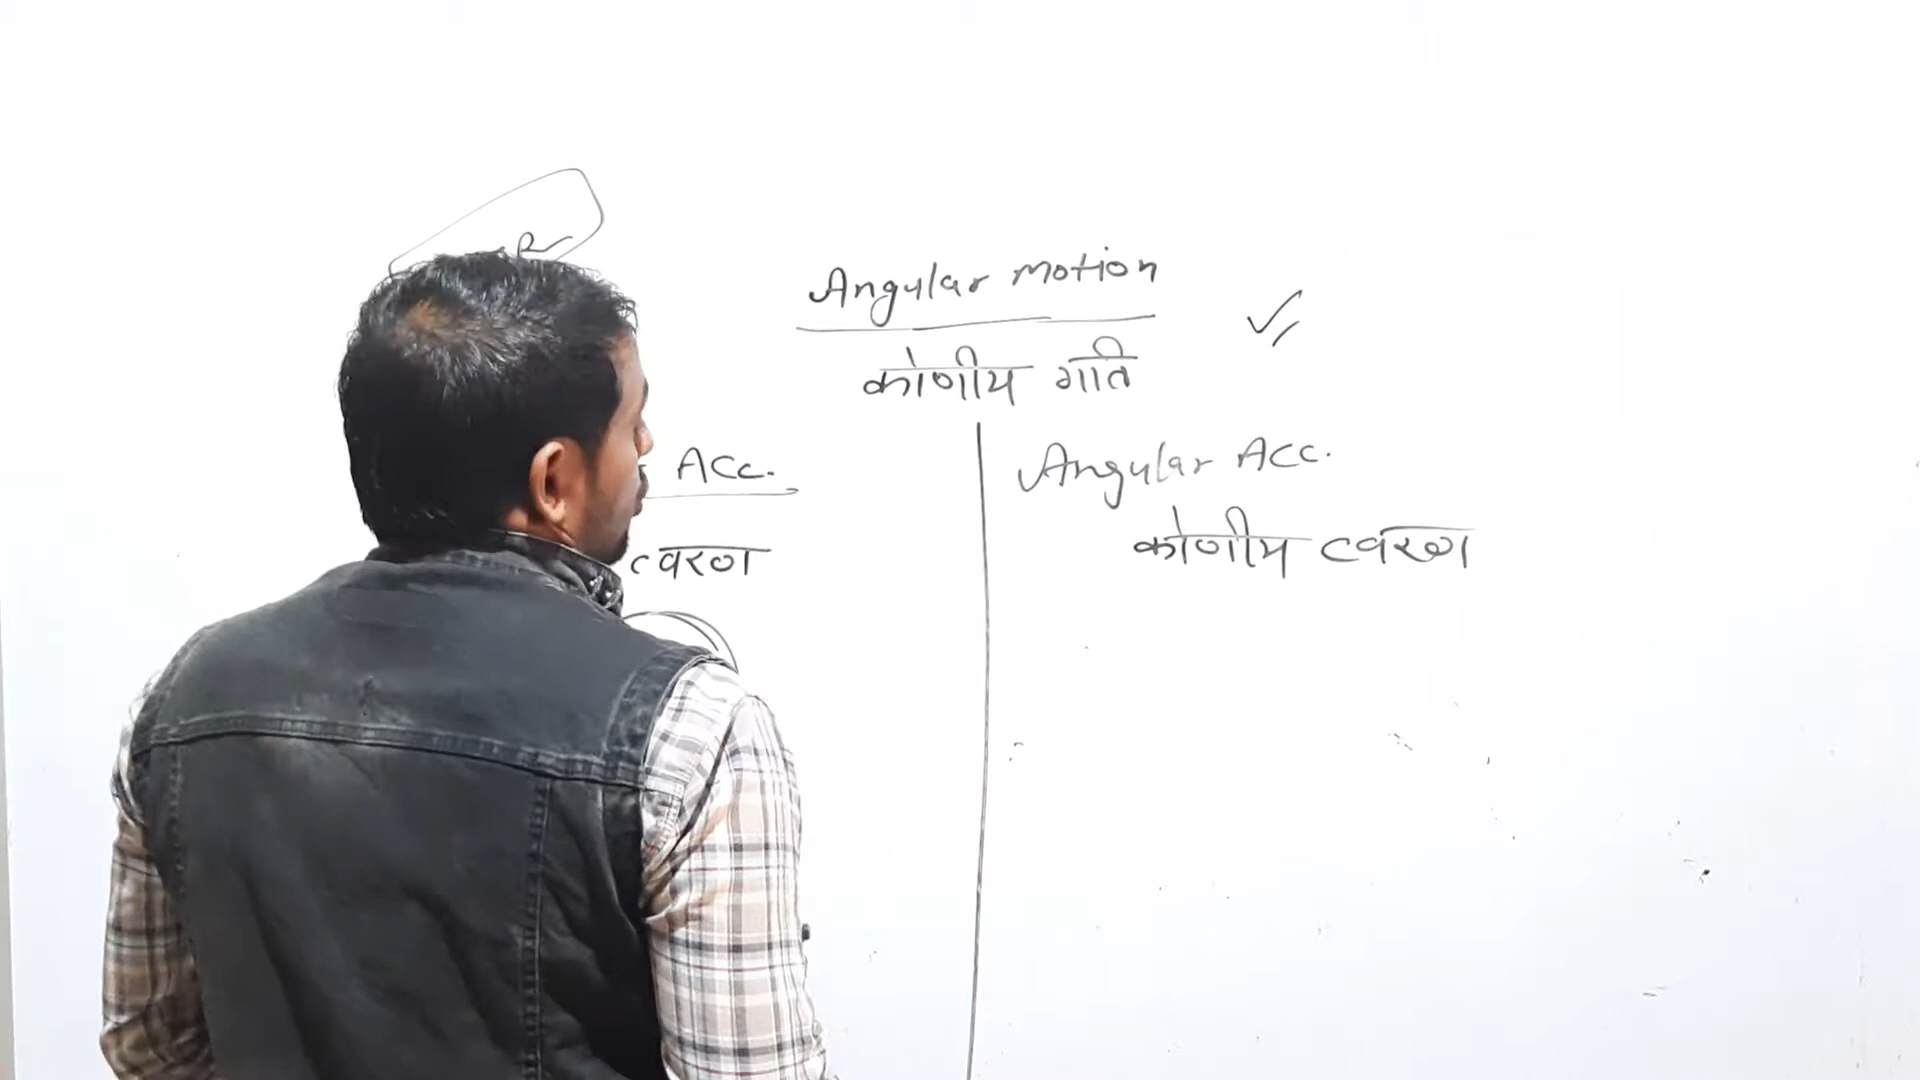 Angular motion
कोणीय गति
Acc.
त्वरण
Angular Acc.
कोणीय त्वरण